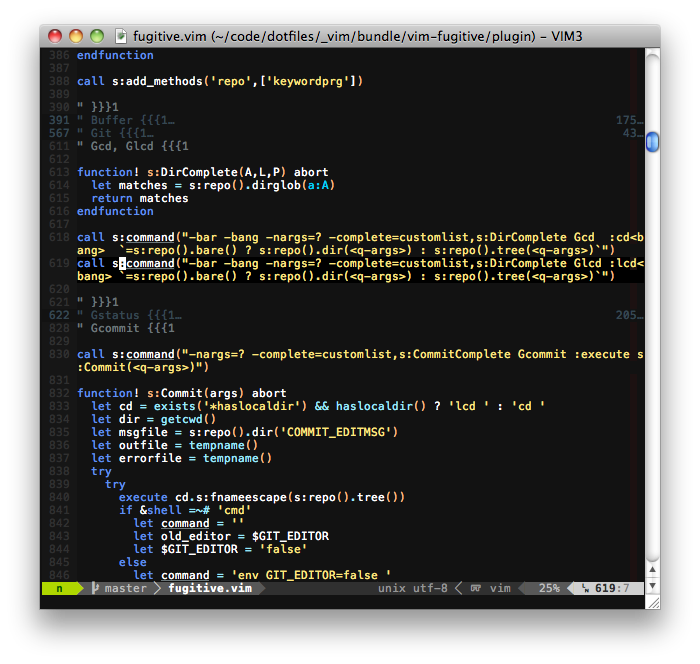 fugitive.vim (~/code/dotfiles/_vim/bundle/vim-fugitive/plugin) – VIM3
386 endfunction
387
388 call s:add_methods('repo',['keywordprg'])
389
390 " }}}1
391 " Buffer {{{1… 175…
567 " Git {{{1… 43…
611 " Gcd, Glcd {{{1
612
613 function! s:DirComplete(A,L,P) abort
614   let matches = s:repo().dirglob(a:A)
615   return matches
616 endfunction
617
618 call s:command("-bar -bang -nargs=? -complete=customlist,s:DirComplete Gcd  :cd<b
ang>  `=s:repo().bare() ? s:repo().dir(<q-args>) : s:repo().tree(<q-args>)`")
619 call s:command("-bar -bang -nargs=? -complete=customlist,s:DirComplete Glcd :lcd<
bang> `=s:repo().bare() ? s:repo().dir(<q-args>) : s:repo().tree(<q-args>)`")
620
621 " }}}1
622 " Gstatus {{{1… 205…
828 " Gcommit {{{1
829
830 call s:command("-nargs=? -complete=customlist,s:CommitComplete Gcommit :execute s
:Commit(<q-args>)")
831
832 function! s:Commit(args) abort
833   let cd = exists('*haslocaldir') && haslocaldir() ? 'lcd ' : 'cd '
834   let dir = getcwd()
835   let msgfile = s:repo().dir('COMMIT_EDITMSG')
836   let outfile = tempname()
837   let errorfile = tempname()
838   try
839     try
840       execute cd.s:fnameescape(s:repo().tree())
841       if &shell =~# 'cmd'
842         let command = ''
843         let old_editor = $GIT_EDITOR
844         let $GIT_EDITOR = 'false'
845       else
846         let command = 'env GIT_EDITOR=false '
n master fugitive.vim unix utf-8 vim 25% LN 619:7